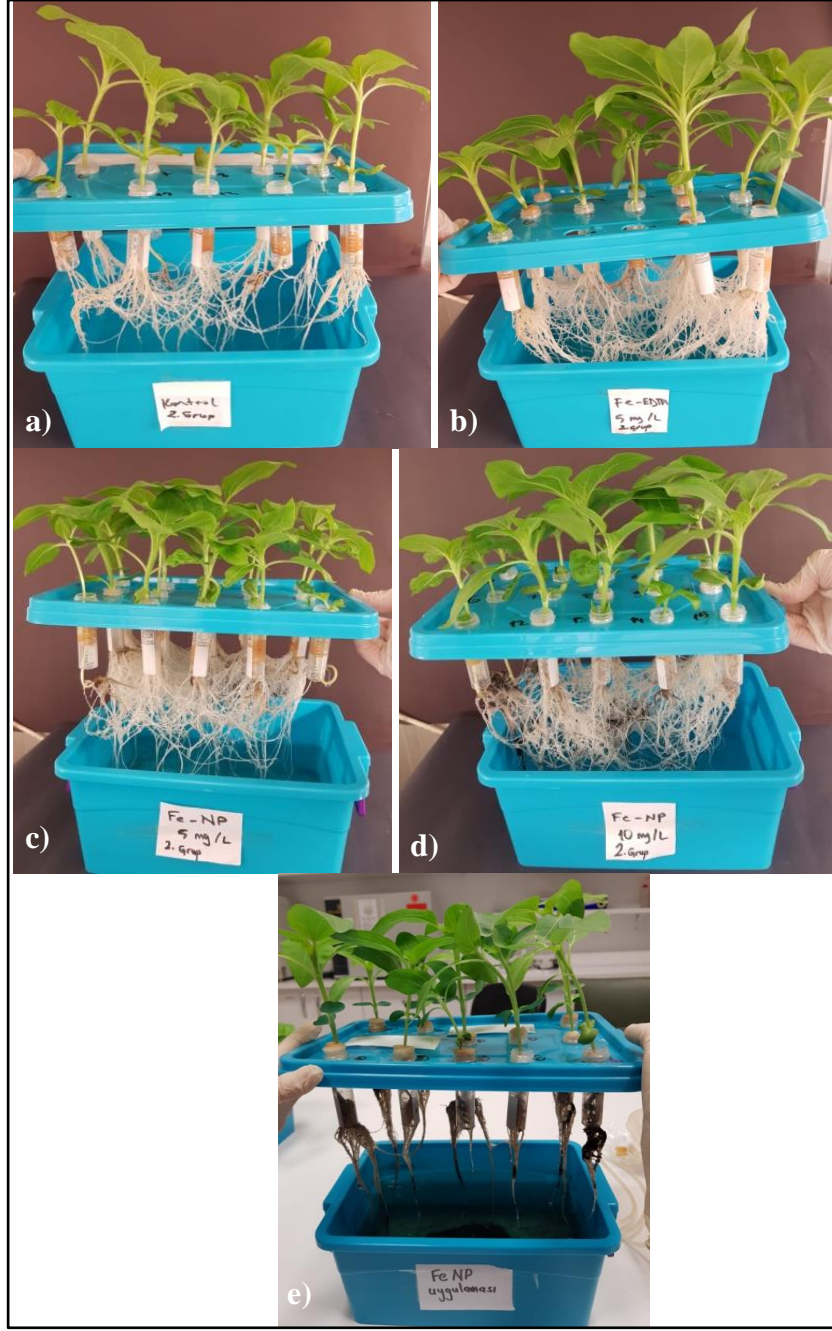 a)
Kontrol
2. Grup
b)
Fe-EDTA
5 mg/L
2. Grup
c)
Fe-NP
5 mg/L
2. Grup
d)
Fe-NP
10 mg/L
2. Grup
e)
Fe NP
uygulaması